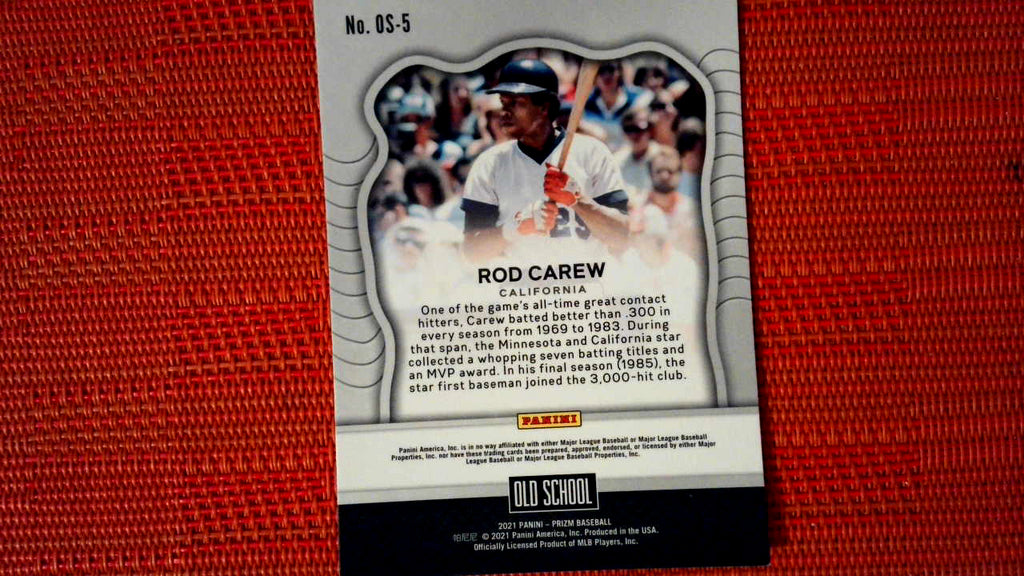 No. OS-5
29
ROD CAREW
CALIFORNIA
One of the game's all-time great contact
hitters, Carew batted better than .300 in
every season from 1969 to 1983. During
that span, the Minnesota and California star
collected a whopping seven batting titles and
an MVP award. In his final season (1985), the
star first baseman joined the 3,000-hit club.
PANINI
Panini America, Inc. is in no way affiliated with either Major League Baseball or Major League Baseball
Properties, Inc. nor have these trading cards been prepared, approved, endorsed, or licensed by either Major
League Baseball or Major League Baseball Properties, Inc.
OLD SCHOOL
2021 PANINI – PRIZM BASEBALL
帕尼尼 © 2021 Panini America, Inc. Produced in the USA.
Officially Licensed Product of MLB Players, Inc.